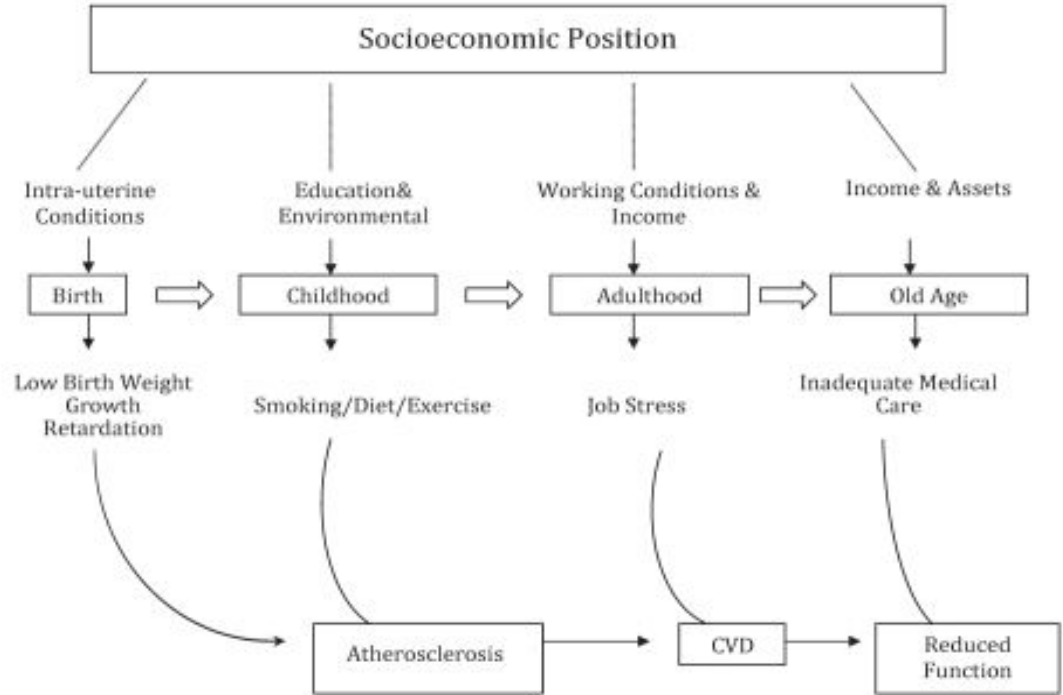 Socioeconomic Position
Intra-uterine
Conditions
Education&
Environmental
Working Conditions &
Income
Income & Assets
Birth
Childhood
Adulthood
Old Age
Low Birth Weight
Growth
Retardation
Smoking/Diet/Exercise
Job Stress
Inadequate Medical
Care
Atherosclerosis
CVD
Reduced
Function